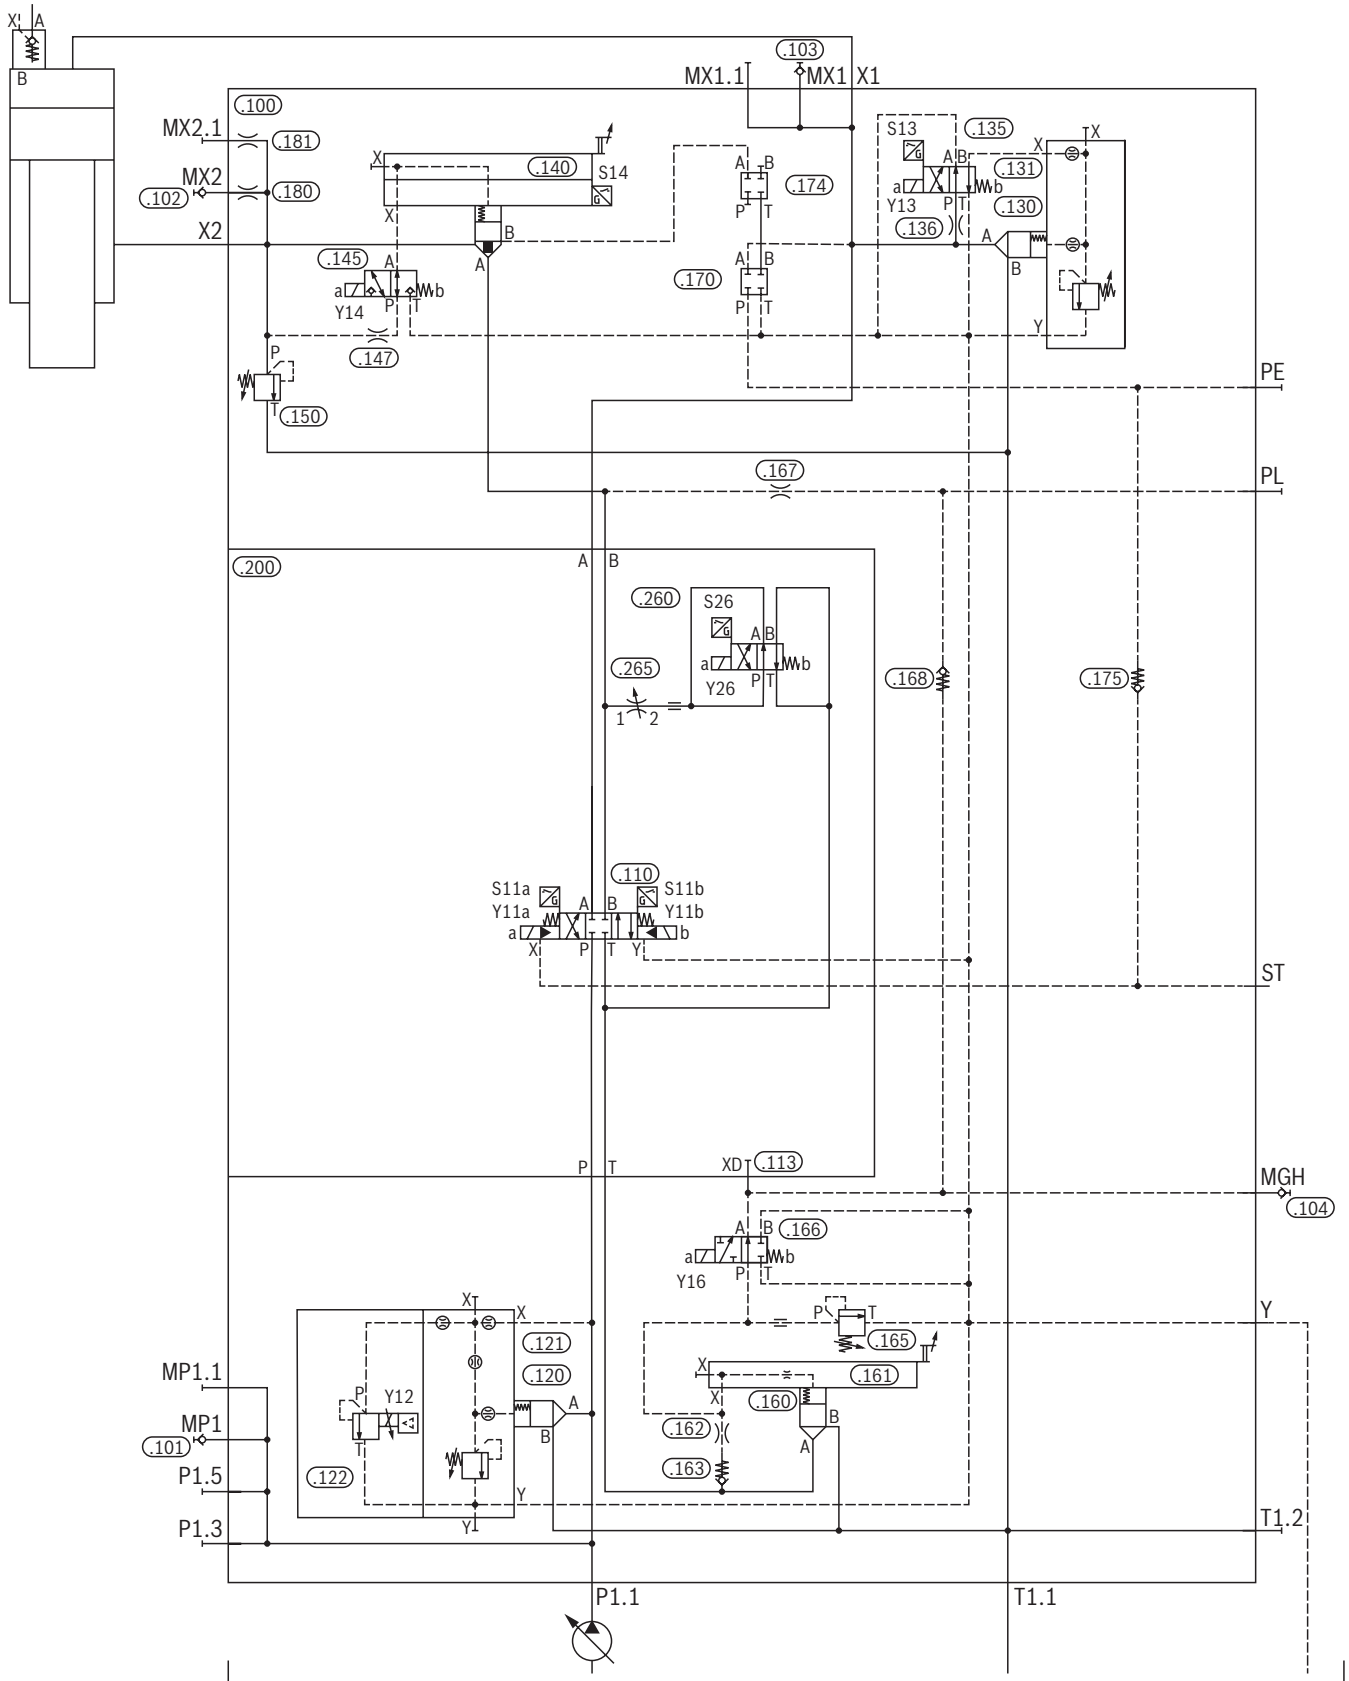 X A
.103
B
MX1.1 MX1 X1
.100
MX2.1 .181
S13 .135 X
X .140 S14
A B
A B X .131
MX2 .180
.174
a b
.102
P T
Y13 P T .130
X
X2
B
.136 A
.145 A
A
A B
B
.170
a b
Y14 P T
P T
Y
.147
P
PE
T .150
.167
PL
A B
.200
.260 S26
A B
.265
a b
.168 .175
Y26 P T
1 2
.110
S11a S11b
A B
Y11a Y11b
a b
X P T Y
ST
P T
XD .113
MGH
.104
A B .166
a b
Y16 P T
X X
P T
Y
.121
.165
MP1.1
X .161
.120
P Y12
X .160
A
MP1
B
.162 B
.101
T
A
.122
.163
P1.5
Y
T1.2
P1.3
Y
P1.1 T1.1